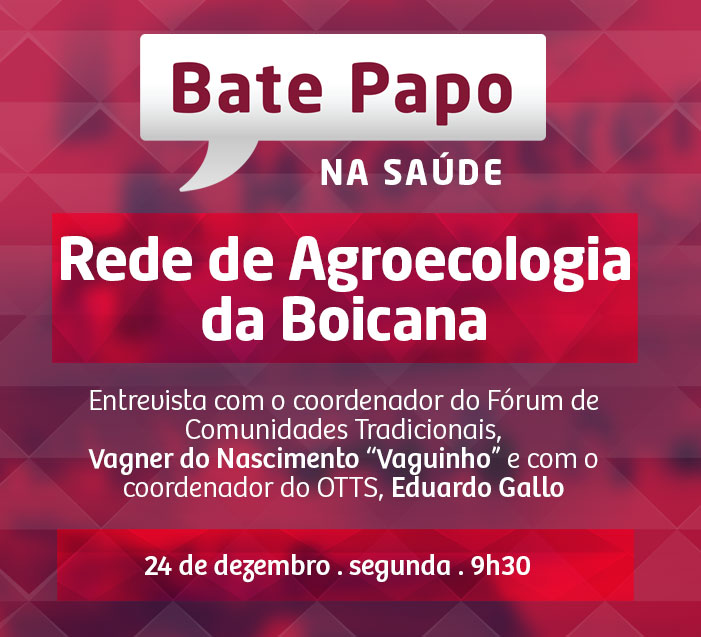 Bate Papo
NA SAÚDE
Rede de Agroecologia
da Boicana
Entrevista com o coordenador do Fórum de
Comunidades Tradicionais,
Vagner do Nascimento “Vaguinho” e com o
coordenador do OTTS, Eduardo Gallo
24 de dezembro . segunda . 9h30